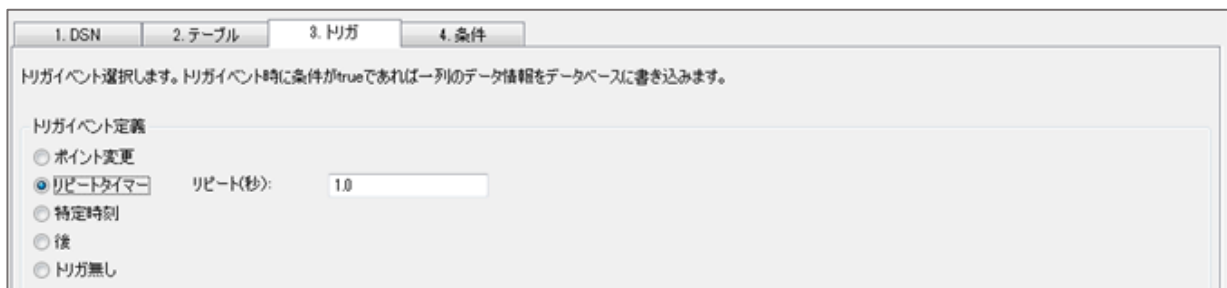 1. DSN 2. テーブル 3. トリガ 4. 条件
トリガイベント選択します。トリガイベント時に条件がtrueであれば一列のデータ情報をデータベースに書き込みます。
トリガイベント定義
ポイント変更
リピートタイマー リピート(秒): 1.0
特定時刻
後
トリガ無し